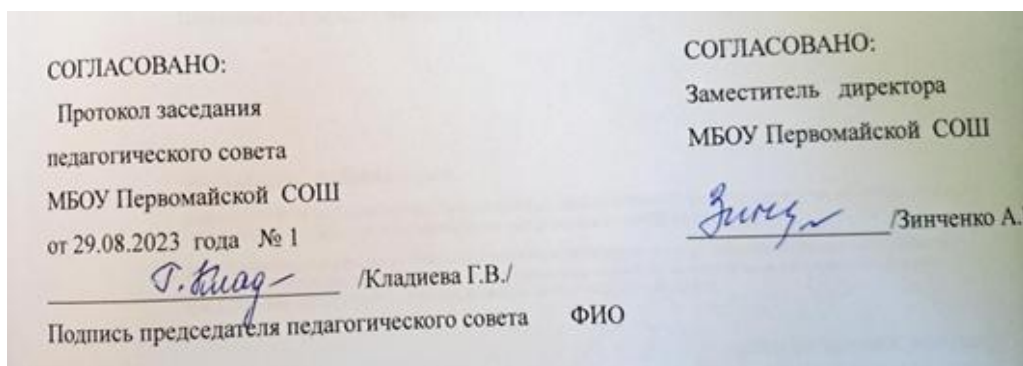 СОГЛАСОВАНО:
Протокол заседания
педагогического совета
МБОУ Первомайской СОШ
от 29.08.2023 года № 1
Г. Клад /Кладиева Г.В./
Подпись председателя педагогического совета ФИО
СОГЛАСОВАНО:
Заместитель директора
МБОУ Первомайской СОШ
/Зинченко А.